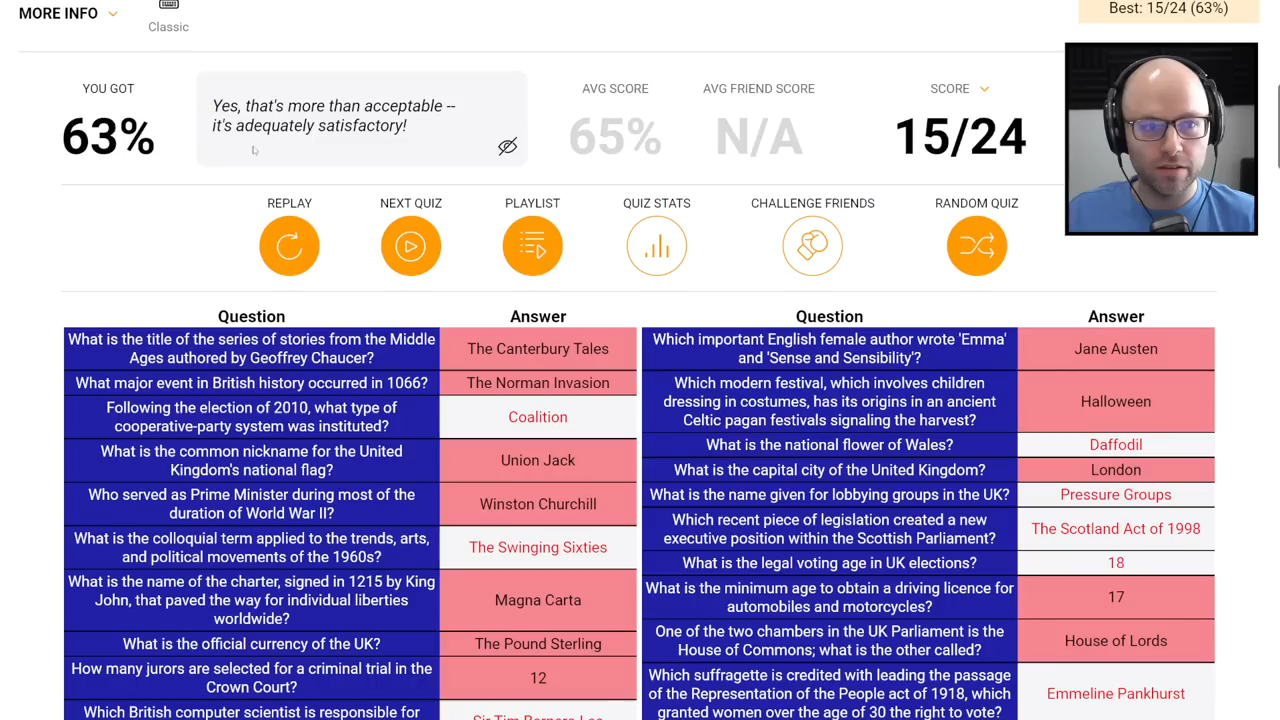 MORE INFO
Classic
Best: 15/24 (63%)
YOU GOT
63%
Yes, that's more than acceptable --
it's adequately satisfactory!
AVG SCORE
65%
AVG FRIEND SCORE
N/A
SCORE
15/24
REPLAY
NEXT QUIZ
PLAYLIST
QUIZ STATS
CHALLENGE FRIENDS
RANDOM QUIZ
Question
Answer
What is the title of the series of stories from the Middle
Ages authored by Geoffrey Chaucer?
The Canterbury Tales
What major event in British history occurred in 1066?
The Norman Invasion
Following the election of 2010, what type of
cooperative-party system was instituted?
Coalition
What is the common nickname for the United
Kingdom's national flag?
Union Jack
Who served as Prime Minister during most of the
duration of World War II?
Winston Churchill
What is the colloquial term applied to the trends, arts,
and political movements of the 1960s?
The Swinging Sixties
What is the name of the charter, signed in 1215 by King
John, that paved the way for individual liberties
worldwide?
Magna Carta
What is the official currency of the UK?
The Pound Sterling
How many jurors are selected for a criminal trial in the
Crown Court?
12
Which British computer scientist is responsible for
Sir Tim Berners Lee
Question
Answer
Which important English female author wrote 'Emma'
and 'Sense and Sensibility'?
Jane Austen
Which modern festival, which involves children
dressing in costumes, has its origins in an ancient
Celtic pagan festivals signaling the harvest?
Halloween
What is the national flower of Wales?
Daffodil
What is the capital city of the United Kingdom?
London
What is the name given for lobbying groups in the UK?
Pressure Groups
Which recent piece of legislation created a new
executive position within the Scottish Parliament?
The Scotland Act of 1998
What is the legal voting age in UK elections?
18
What is the minimum age to obtain a driving licence for
automobiles and motorcycles?
17
One of the two chambers in the UK Parliament is the
House of Commons; what is the other called?
House of Lords
Which suffragette is credited with leading the passage
of the Representation of the People act of 1918, which
granted women over the age of 30 the right to vote?
Emmeline Pankhurst